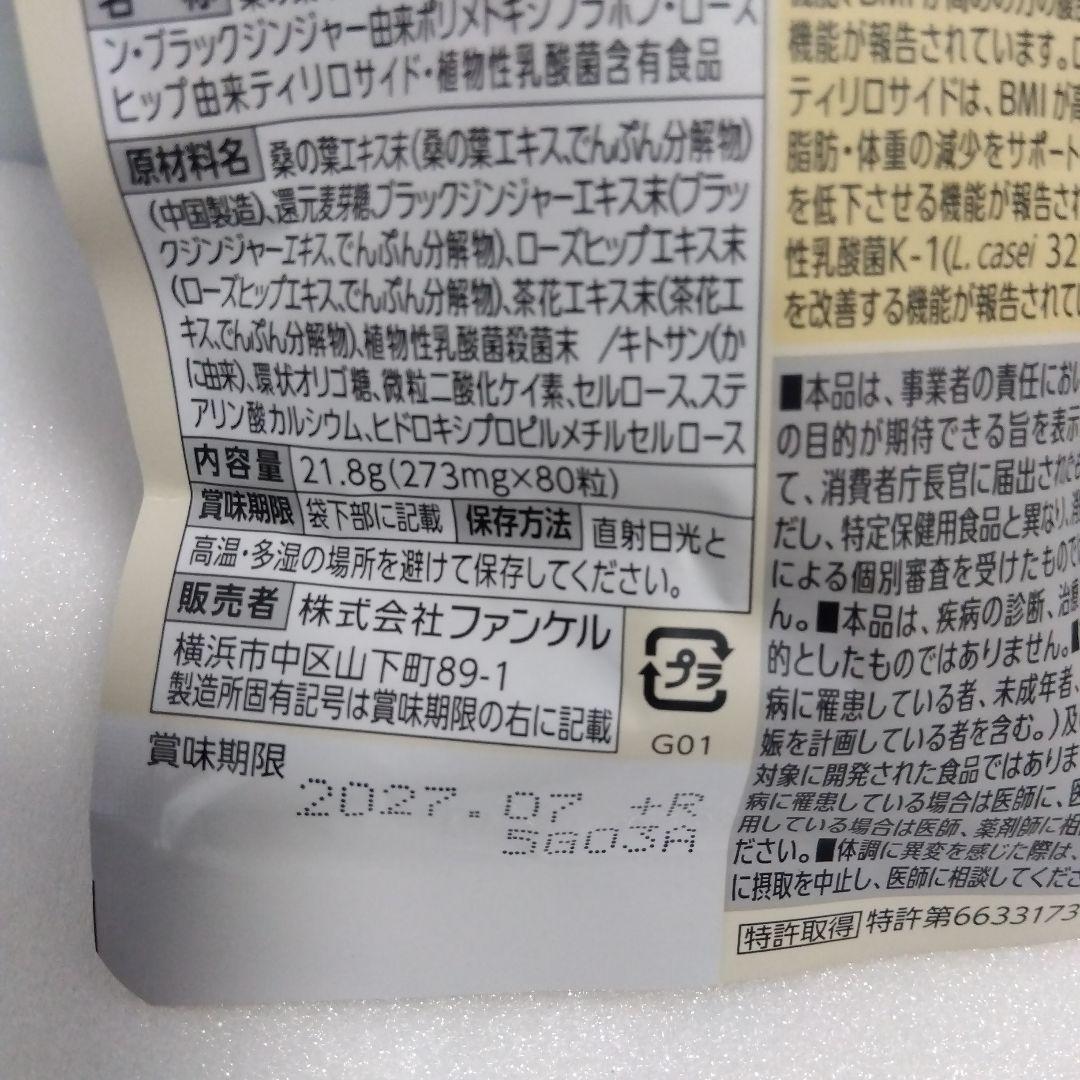 名称
ン・ブラックジンジャー由来ポリメトキシフラボン・ローズ
ヒップ由来ティリロサイド・植物性乳酸菌含有食品
原材料名 桑の葉エキス末(桑の葉エキス、でんぷん分解物)
(中国製造)、還元麦芽糖、ブラックジンジャーエキス末(ブラッ
クジンジャーエキス、でんぷん分解物)、ローズヒップエキス末
(ローズヒップエキス、でんぷん分解物)、茶花エキス末(茶花エ
キス、でんぷん分解物)、植物性乳酸菌殺菌末 /キトサン(か
に由来)、環状オリゴ糖、微粒二酸化ケイ素、セルロース、ステ
アリン酸カルシウム、ヒドロキシプロピルメチルセルロース
内容量 21.8g(273mg×80粒)
賞味期限 袋下部に記載 保存方法 直射日光と
高温・多湿の場所を避けて保存してください。
販売者 株式会社ファンケル
横浜市中区山下町89-1
製造所固有記号は賞味期限の右に記載
プラ
G01
賞味期限
2027.07 +R
5G03A
機能が報告されています。
ティリロサイドは、BMIが高
脂肪・体重の減少をサポート
を低下させる機能が報告され
性乳酸菌K-1(L. casei 32
を改善する機能が報告されて
■本品は、事業者の責任におい
の目的が期待できる旨を表示
て、消費者庁長官に届出された
だし、特定保健用食品と異なり、消
による個別審査を受けたもので
ん。■本品は、疾病の診断、治療
的としたものではありません。■
病に罹患している者、未成年者、
娠を計画している者を含む。)及
対象に開発された食品ではありま
病に罹患している場合は医師に、医
用している場合は医師、薬剤師に相
ださい。■体調に異変を感じた際は、
に摂取を中止し、医師に相談してくださ
特許取得 特許第6633173